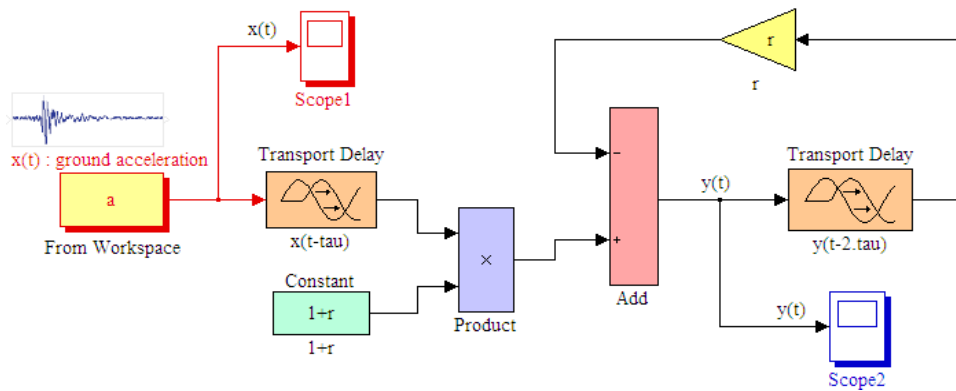 x(t)
Scope1
x(t) : ground acceleration
a
From Workspace
Transport Delay
x(t-tau)
Constant
1+r
1+r
×
Product
r
r
−
+
Add
y(t)
Transport Delay
y(t-2.tau)
y(t)
Scope2